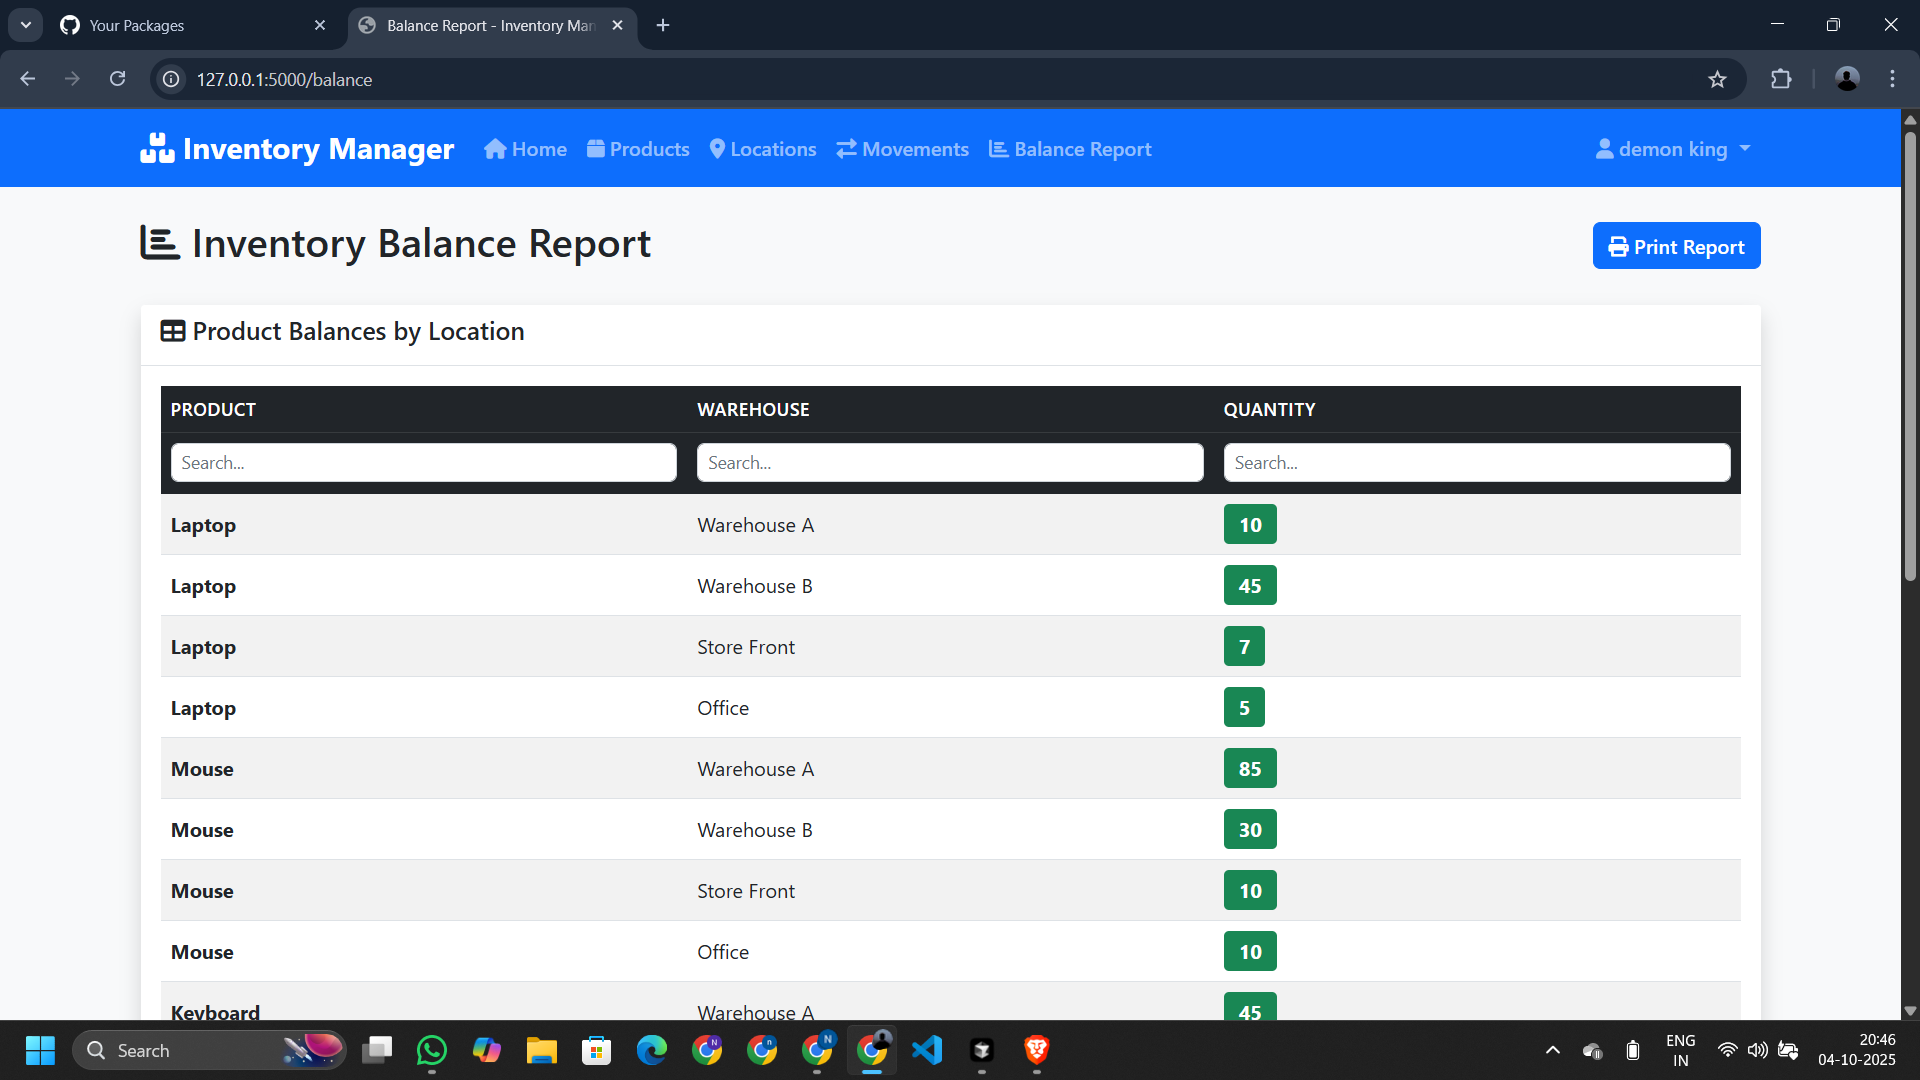 Your Packages
Balance Report - Inventory Man
127.0.0.1:5000/balance
Inventory Manager
Home
Products
Locations
Movements
Balance Report
demon king
Inventory Balance Report
Print Report
Product Balances by Location
PRODUCT WAREHOUSE QUANTITY
Search... Search... Search...
Laptop Warehouse A 10
Laptop Warehouse B 45
Laptop Store Front 7
Laptop Office 5
Mouse Warehouse A 85
Mouse Warehouse B 30
Mouse Store Front 10
Mouse Office 10
Keyboard Warehouse A 45
Search
N
n
N
ENG
IN
20:46
04-10-2025